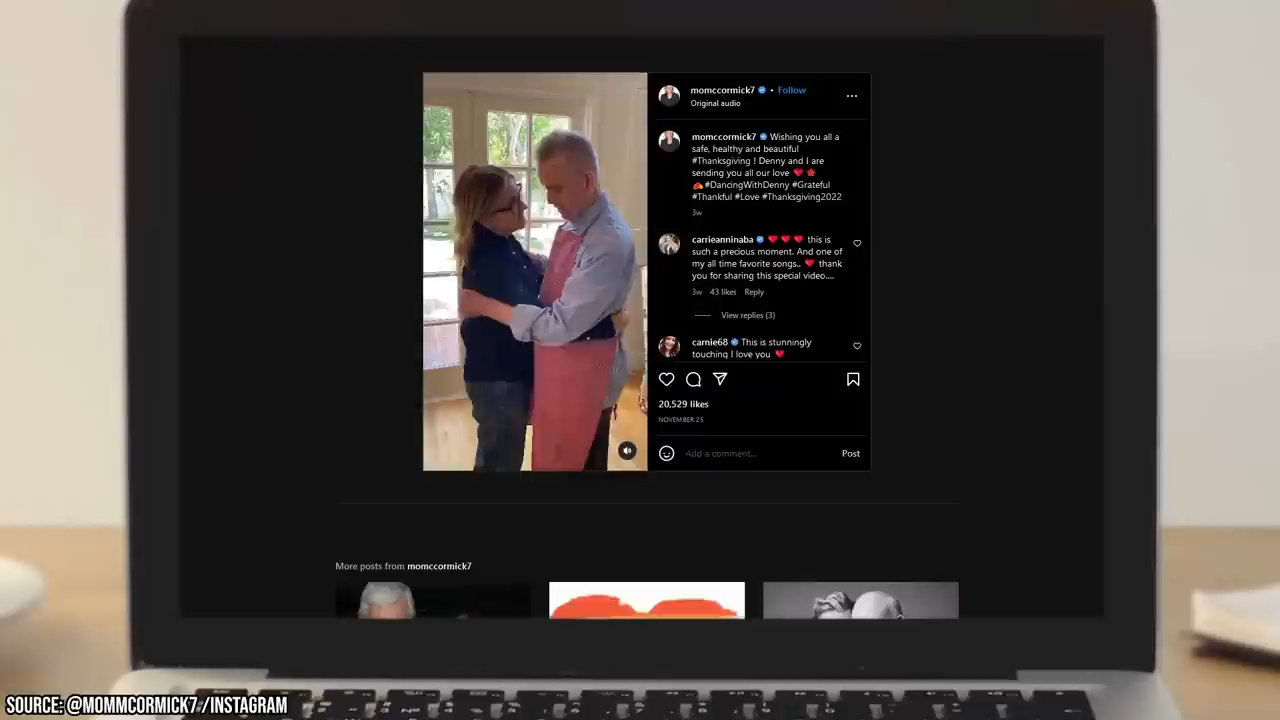 momccormick7 • Follow
Original audio
momccormick7 Wishing you all a
safe, healthy and beautiful
#Thanksgiving ! Denny and I are
sending you all our love ❤️ 🍁
#DancingWithDenny #Grateful
#Thankful #Love #Thanksgiving2022
3w
carrieanninaba ❤️ ❤️ ❤️ this is
such a precious moment. And one of
my all time favorite songs.. ❤️ thank
you for sharing this special video....
3w 43 likes Reply
View replies (3)
carnie68 This is stunningly
touching I love you ❤️
20,529 likes
NOVEMBER 25
Add a comment... Post
More posts from momccormick7
SOURCE: @MOMMCORMICK7 /INSTAGRAM